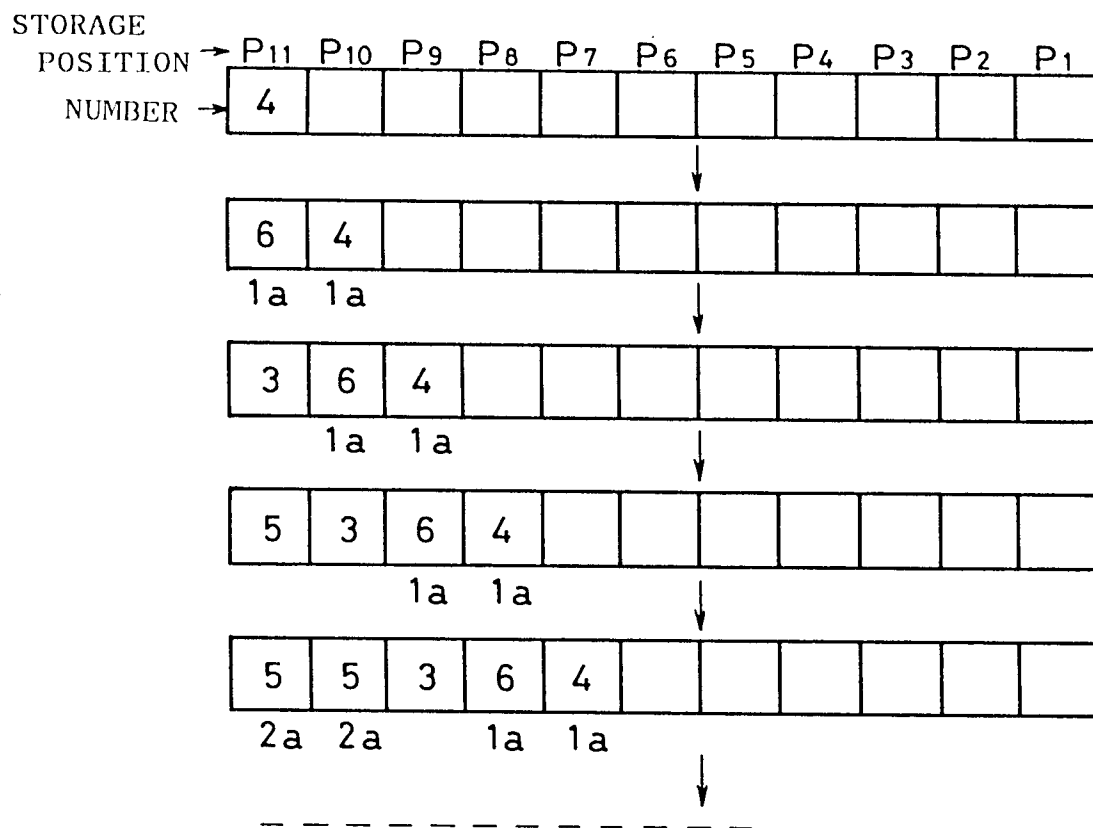 STORAGE
POSITION → P11 P10 P9 P8 P7 P6 P5 P4 P3 P2 P1
NUMBER → 4
6 4
1a 1a
3 6 4
1a 1a
5 3 6 4
1a 1a
5 5 3 6 4
2a 2a 1a 1a